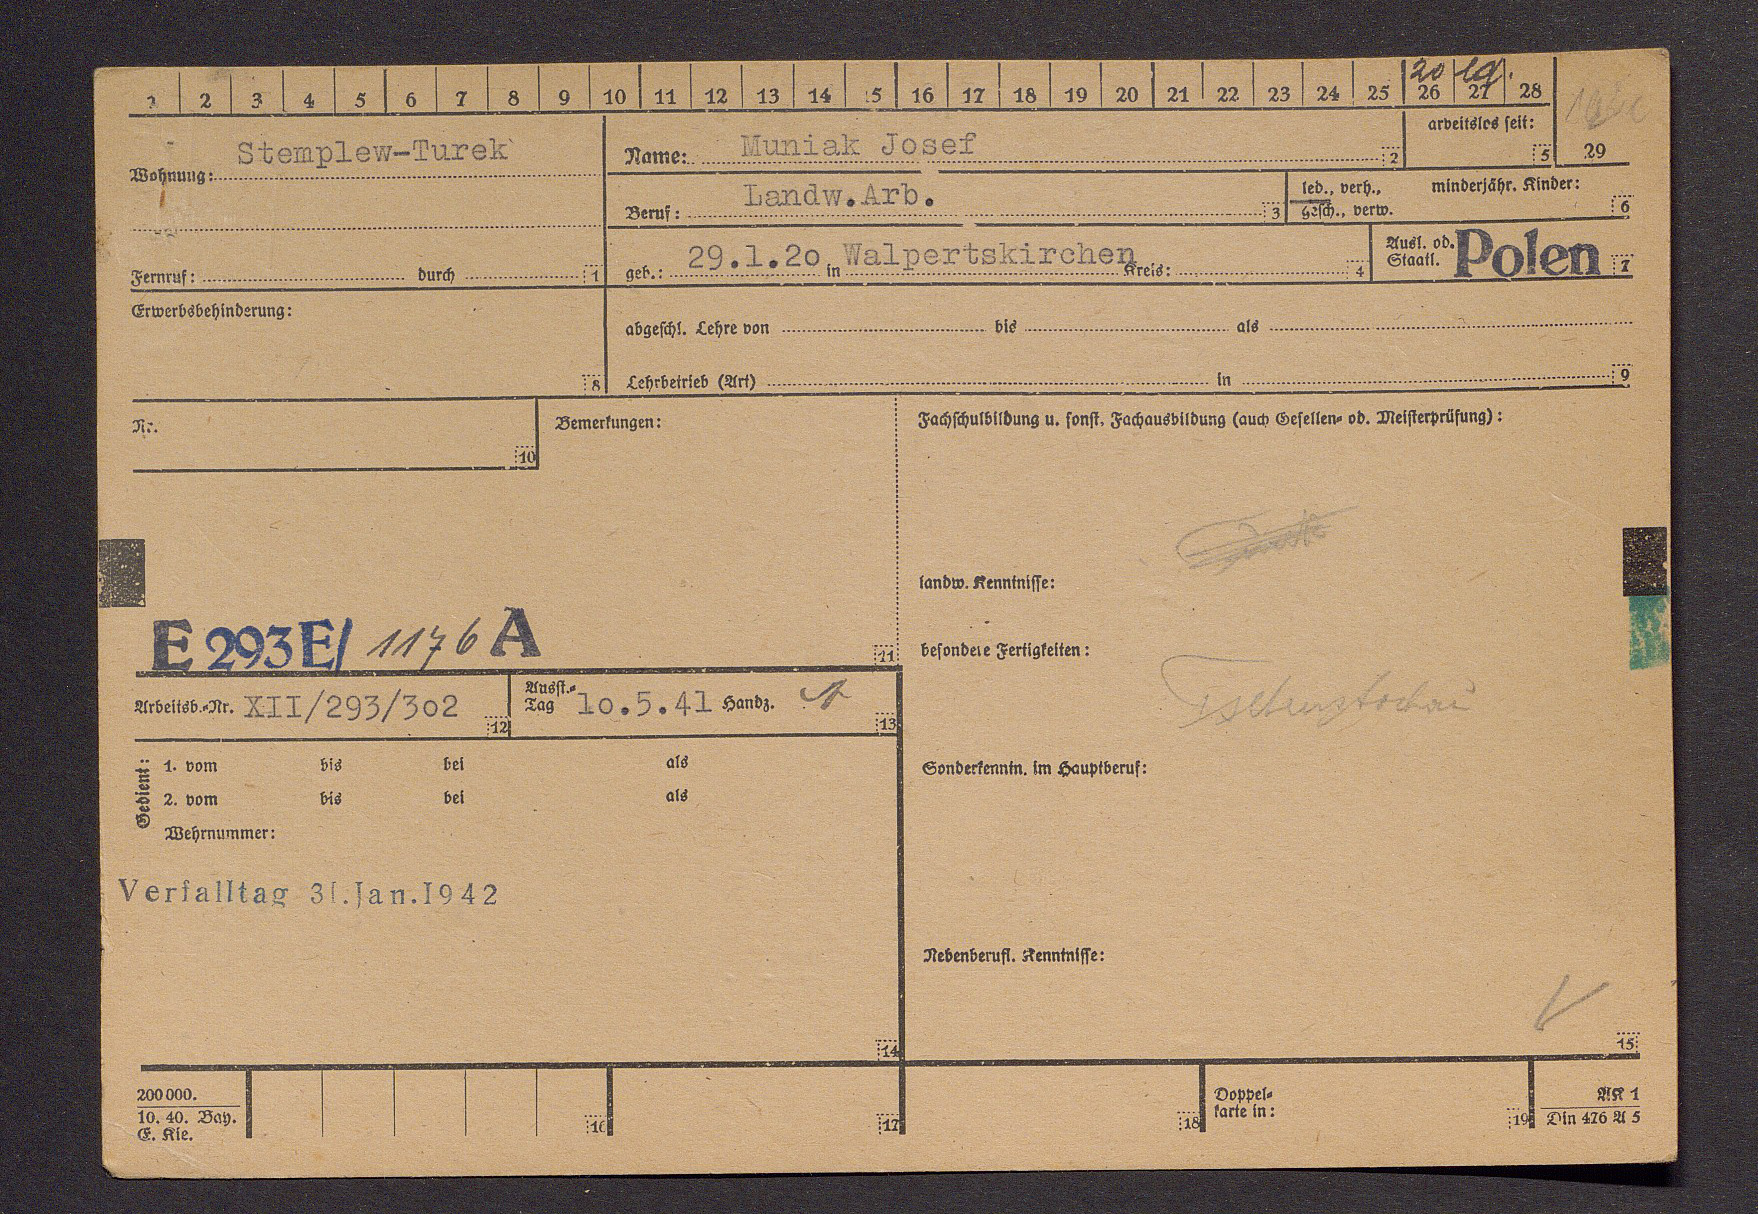 20 lg.
1 2 3 4 5 6 7 8 9 10 11 12 13 14 15 16 17 18 19 20 21 22 23 24 25 26 27 28
29
Wohnung: Stemplew-Turek
Fernruf: durch 1
Name: Muniak Josef 2
arbeitslos seit: 5
Beruf: Landw.Arb. 3
led., verh., minderjähr. Kinder:
gesch., verw. 6
geb.: 29.1.20 in Walpertskirchen Kreis: 4
Ausl. od.
Staatl. Polen 7
Erwerbsbehinderung:
8
abgeschl. Lehre von bis als
Lehrbetrieb (Art) in 9
Nr.
10
Bemerkungen:
E 293 E/ 1176 A
11
Arbeitsb.-Nr. XII/293/302 12
Ausst.-
Tag 10.5.41 Handz. 13
Gedient:
1. vom bis bei als
2. vom bis bei als
Wehrnummer:
Verfalltag 31.Jan.1942
14
Fachschulbildung u. sonst. Fachausbildung (auch Gesellen- od. Meisterprüfung):
landw. Kenntnisse:
besondere Fertigkeiten:
Tschenstochau
Sonderkenntn. im Hauptberuf:
Nebenberufl. Kenntnisse:
15
200 000.
10. 40. Bay.
E. Kie.
16
17
18
Doppel-
karte in:
19
AK 1
Din 476 A 5